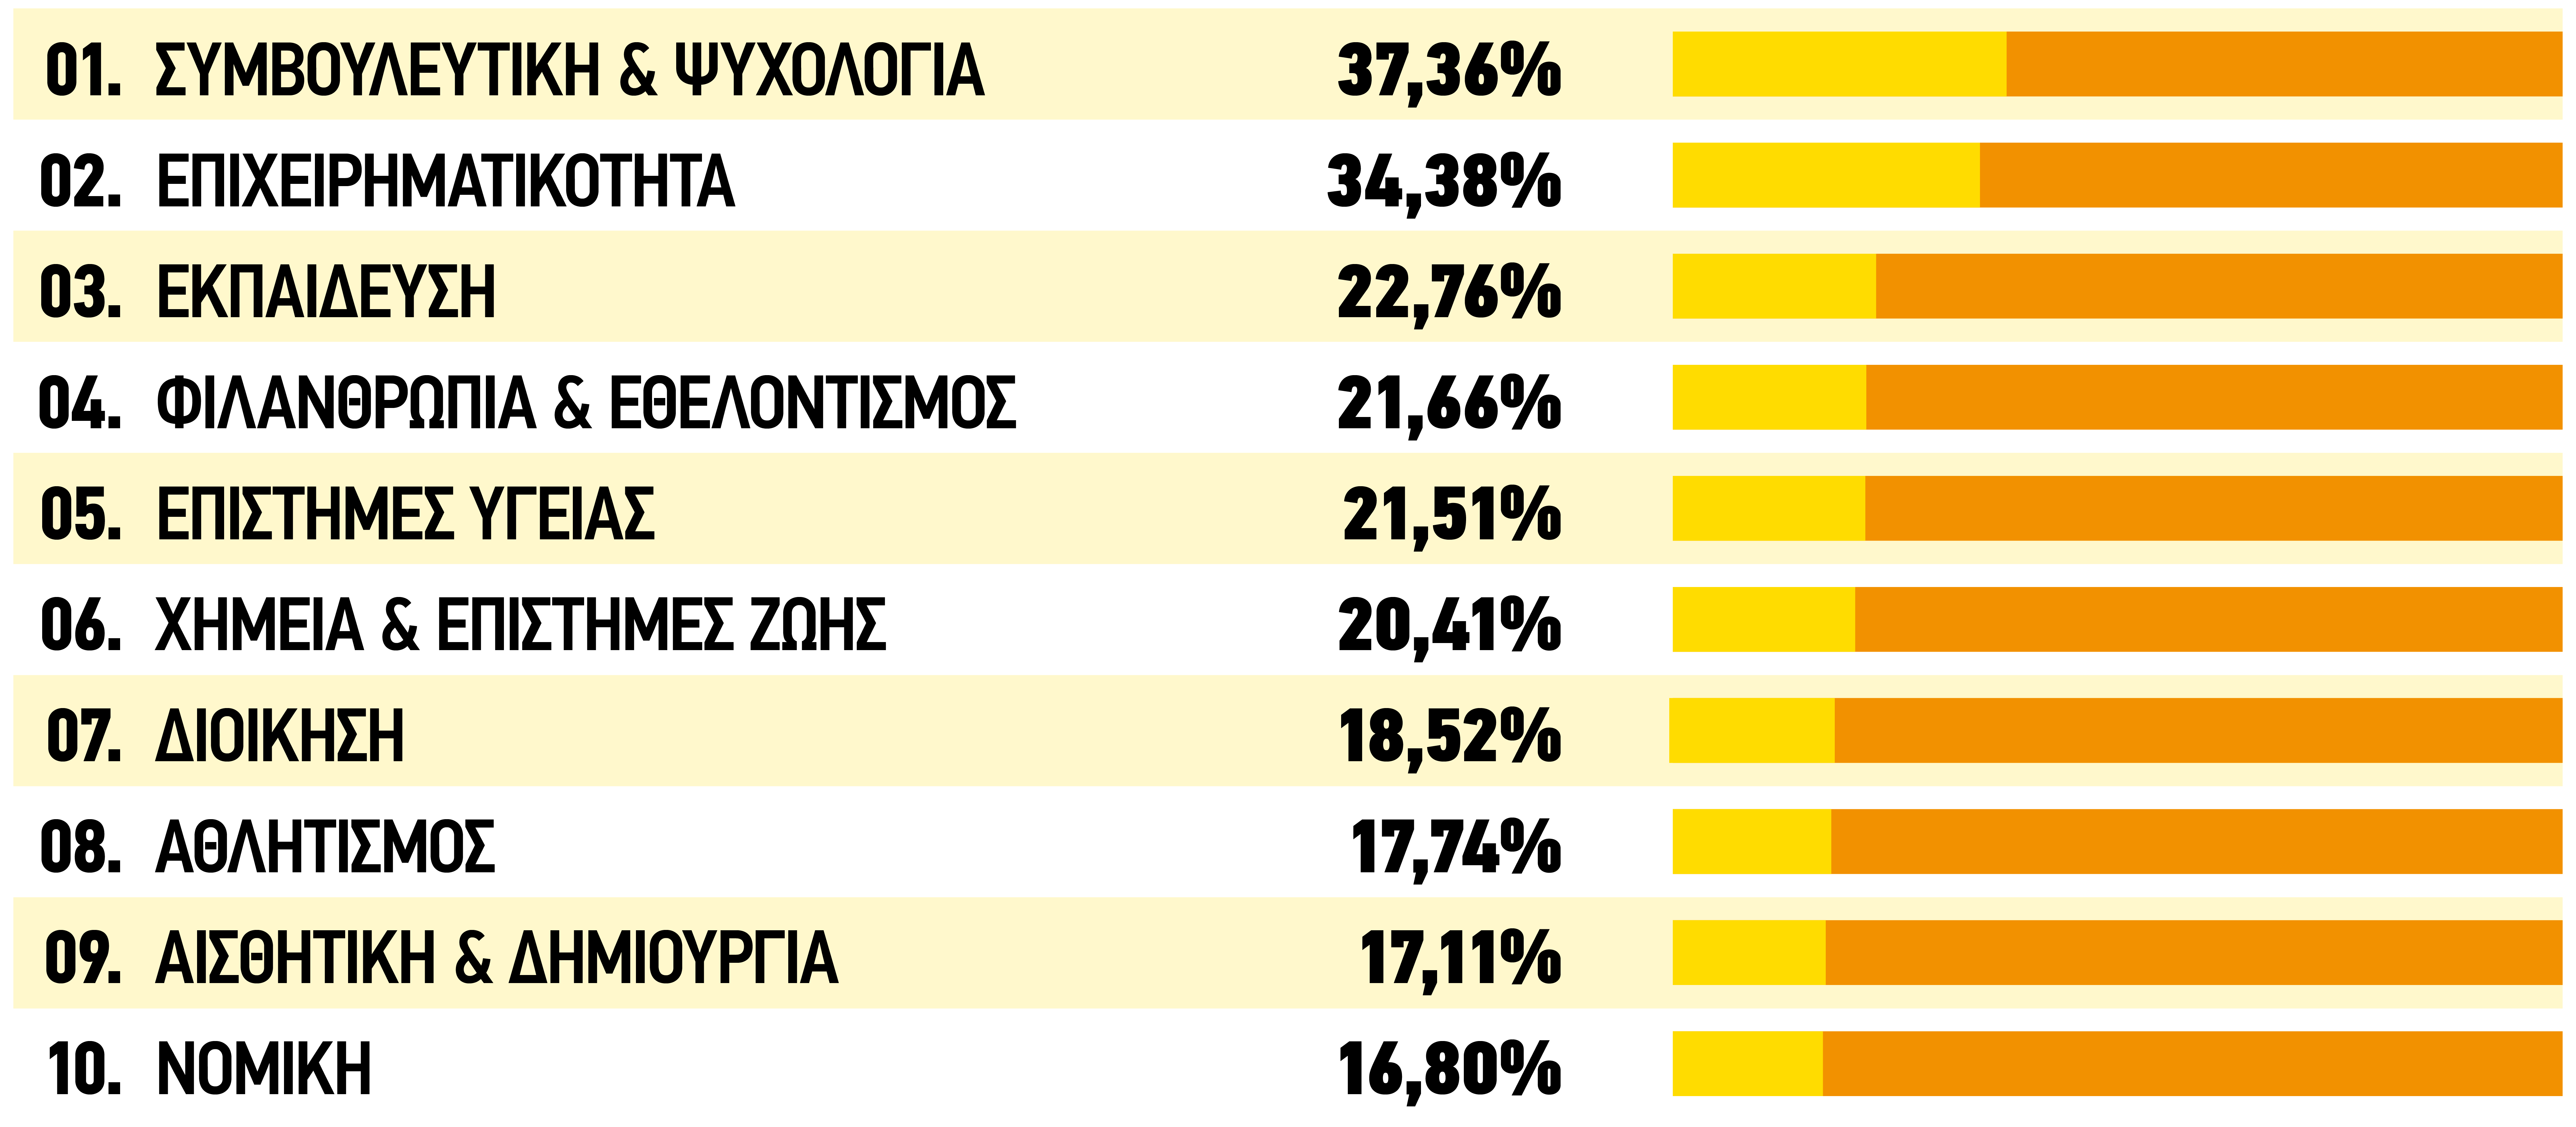 01. ΣΥΜΒΟΥΛΕΥΤΙΚΗ & ΨΥΧΟΛΟΓΙΑ 37,36%
02. ΕΠΙΧΕΙΡΗΜΑΤΙΚΟΤΗΤΑ 34,38%
03. ΕΚΠΑΙΔΕΥΣΗ 22,76%
04. ΦΙΛΑΝΘΡΩΠΙΑ & ΕΘΕΛΟΝΤΙΣΜΟΣ 21,66%
05. ΕΠΙΣΤΗΜΕΣ ΥΓΕΙΑΣ 21,51%
06. ΧΗΜΕΙΑ & ΕΠΙΣΤΗΜΕΣ ΖΩΗΣ 20,41%
07. ΔΙΟΙΚΗΣΗ 18,52%
08. ΑΘΛΗΤΙΣΜΟΣ 17,74%
09. ΑΙΣΘΗΤΙΚΗ & ΔΗΜΙΟΥΡΓΙΑ 17,11%
10. ΝΟΜΙΚΗ 16,80%